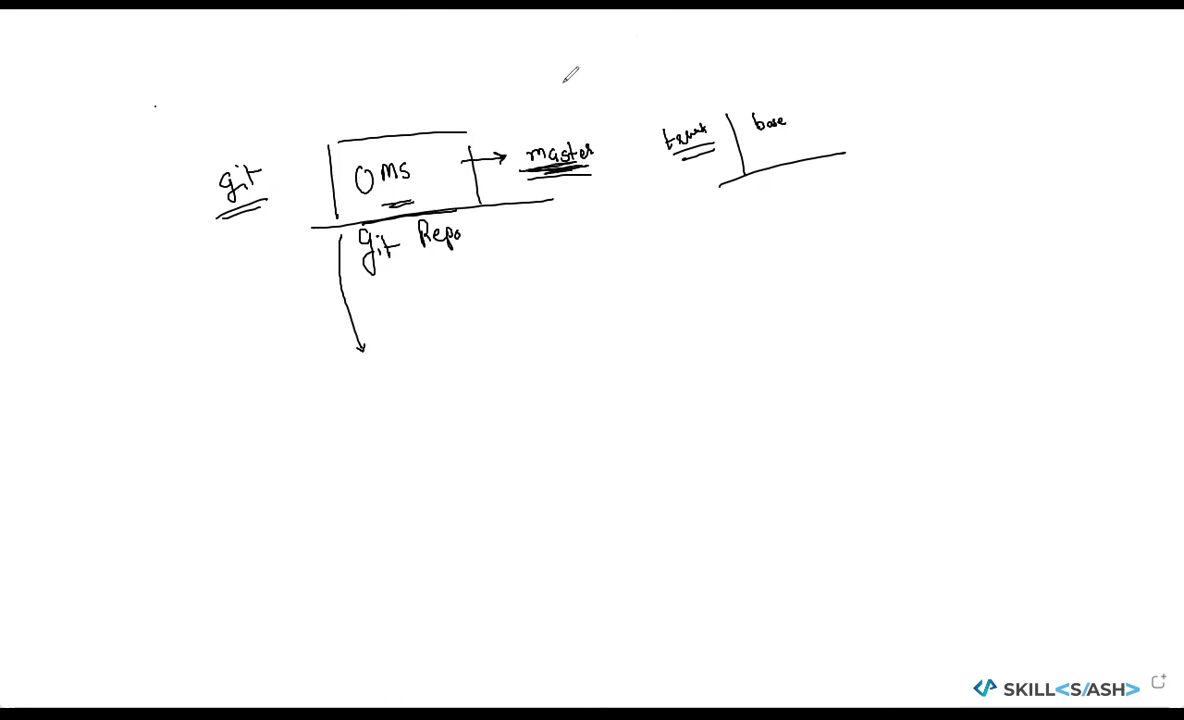 git
OMS
master
base
git Repo
SKILL<S/ASH>